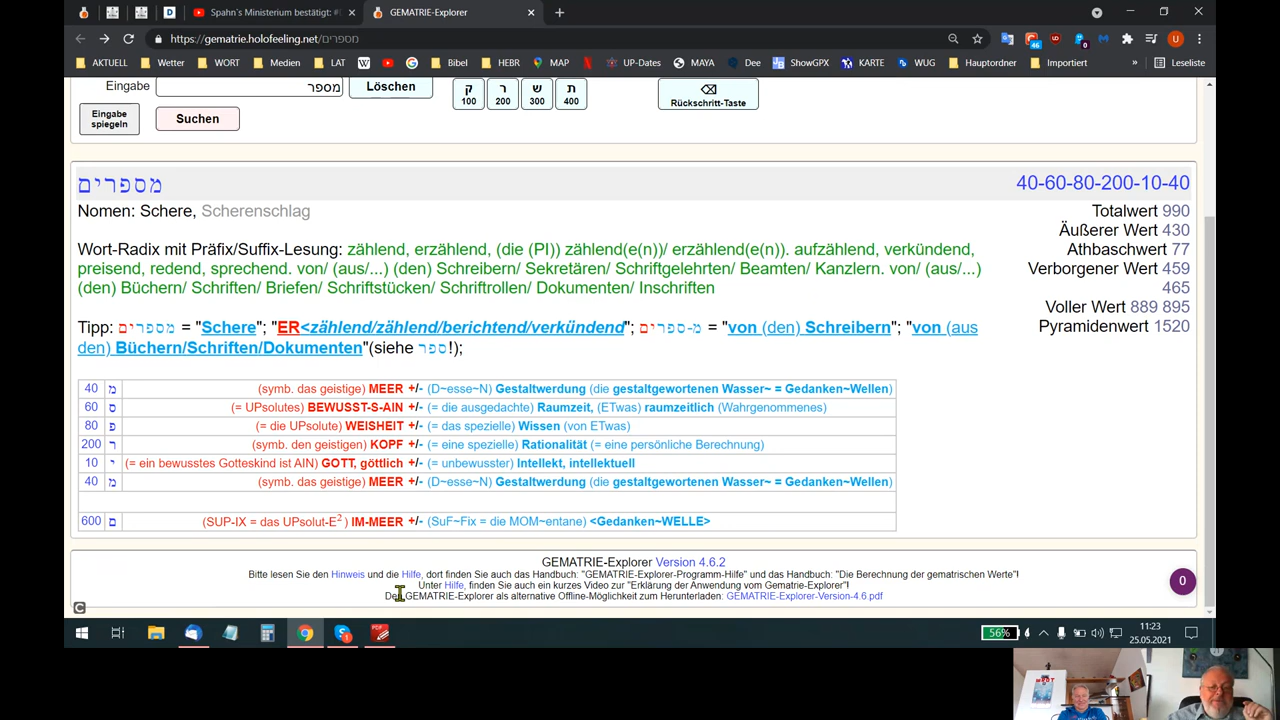 Spahn´s Ministerium bestätigt: #
GEMATRIE-Explorer
https://gematrie.holofeeling.net/מספרים
AKTUELL Wetter WORT Medien LAT Bibel HEBR MAP UP-Dates MAYA Dee ShowGPX KARTE WUG Hauptordner Importiert » Leseliste
Eingabe מספר Löschen ק ר ש ת
100 200 300 400 Rückschritt-Taste
Eingabe spiegeln Suchen
מספרים 40-60-80-200-10-40
Nomen: Schere, Scherenschlag Totalwert 990
Äußerer Wert 430
Wort-Radix mit Präfix/Suffix-Lesung: zählend, erzählend, (die (Pl)) zählend(e(n))/ erzählend(e(n)). aufzählend, verkündend, Athbaschwert 77
preisend, redend, sprechend. von/ (aus/...) (den) Schreibern/ Sekretären/ Schriftgelehrten/ Beamten/ Kanzlern. von/ (aus/...) Verborgener Wert 459
(den) Büchern/ Schriften/ Briefen/ Schriftstücken/ Schriftrollen/ Dokumenten/ Inschriften 465
Voller Wert 889 895
Tipp: מספרים = "Schere"; "ER<zählend/zählend/berichtend/verkündend"; מ-ספרים = "von (den) Schreibern"; "von (aus Pyramidenwert 1520
den) Büchern/Schriften/Dokumenten"(siehe ספר!);
40 מ (symb. das geistige) MEER +/- (D~esse~N) Gestaltwerdung (die gestaltgewortenen Wasser~ = Gedanken~Wellen)
60 ס (= UPsolutes) BEWUSST-S-AIN +/- (= die ausgedachte) Raumzeit, (ETwas) raumzeitlich (Wahrgenommenes)
80 פ (= die UPsolute) WEISHEIT +/- (= das spezielle) Wissen (von ETwas)
200 ר (symb. den geistigen) KOPF +/- (= eine spezielle) Rationalität (= eine persönliche Berechnung)
10 י (= ein bewusstes Gotteskind ist AIN) GOTT, göttlich +/- (= unbewusster) Intellekt, intellektuell
40 מ (symb. das geistige) MEER +/- (D~esse~N) Gestaltwerdung (die gestaltgewortenen Wasser~ = Gedanken~Wellen)
600 ם (SUP-IX = das UPsolut-E²) IM-MEER +/- (SuF~Fix = die MOM~entane) <Gedanken~WELLE>
GEMATRIE-Explorer Version 4.6.2
Bitte lesen Sie den Hinweis und die Hilfe, dort finden Sie auch das Handbuch: "GEMATRIE-Explorer-Programm-Hilfe" und das Handbuch: "Die Berechnung der gematrischen Werte"!
Unter Hilfe, finden Sie auch ein kurzes Video zur "Erklärung der Anwendung vom Gematrie-Explorer"!
GEMATRIE-Explorer als alternative Offline-Möglichkeit zum Herunterladen: GEMATRIE-Explorer-Version-4.6 pdf
0
56% 11:23
25.05.2021